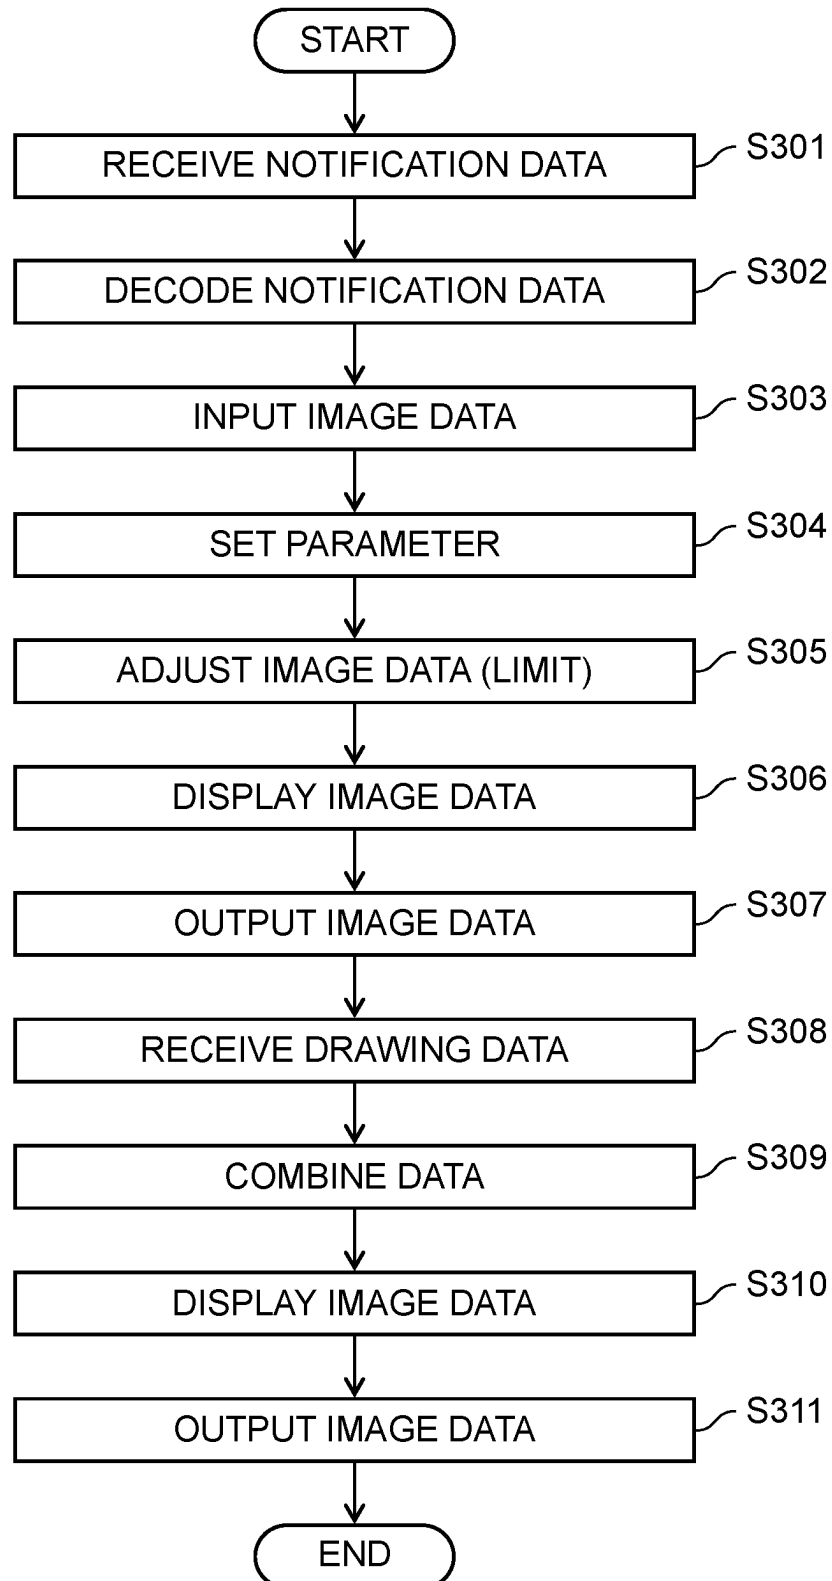 START
RECEIVE NOTIFICATION DATA
S301
DECODE NOTIFICATION DATA
S302
INPUT IMAGE DATA
S303
SET PARAMETER
S304
ADJUST IMAGE DATA (LIMIT)
S305
DISPLAY IMAGE DATA
S306
OUTPUT IMAGE DATA
S307
RECEIVE DRAWING DATA
S308
COMBINE DATA
S309
DISPLAY IMAGE DATA
S310
OUTPUT IMAGE DATA
S311
END